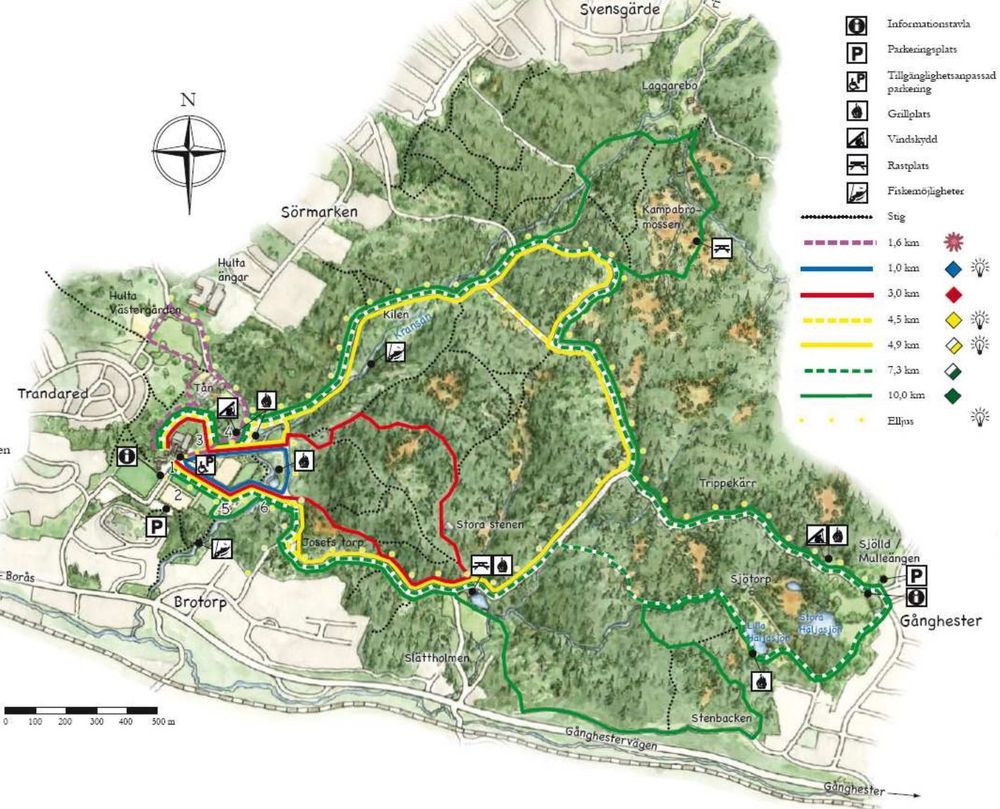 Svensgärde
Informationstavla
Parkeringsplats
Tillgänglighetsanpassad
parkering
Grillplats
Vindskydd
Rastplats
Fiskemöjligheter
Stig
1,6 km
1,0 km
3,0 km
4,5 km
4,9 km
7,3 km
10,0 km
Elljus
Laggarebo
N
Sörmarken
Kampabro-
mossen
Hulta
ängar
Hulta
Västergården
Kilen
Kransån
Trandared
Tån
3
4
1
2
5
6
P
P
Stora stenen
Josefs torp
Trippekärr
Sjölid /
Mulleängen
P
Sjötorp
Stora
Häljasjön
Lilla
Häljasjön
Gånghester
Borås
Brotorp
Slättholmen
Stenbacken
Gånghestervägen
Gånghester
0 100 200 300 400 500 m